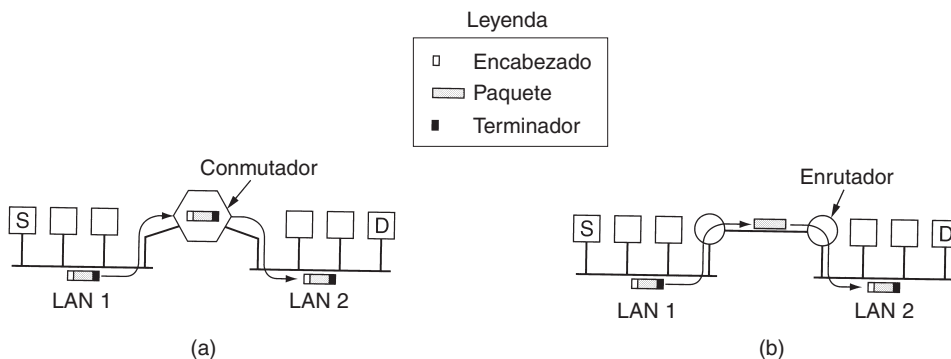 Leyenda
Encabezado
Paquete
Terminador
Conmutador
S
D
LAN 1
LAN 2
(a)
Enrutador
S
D
LAN 1
LAN 2
(b)